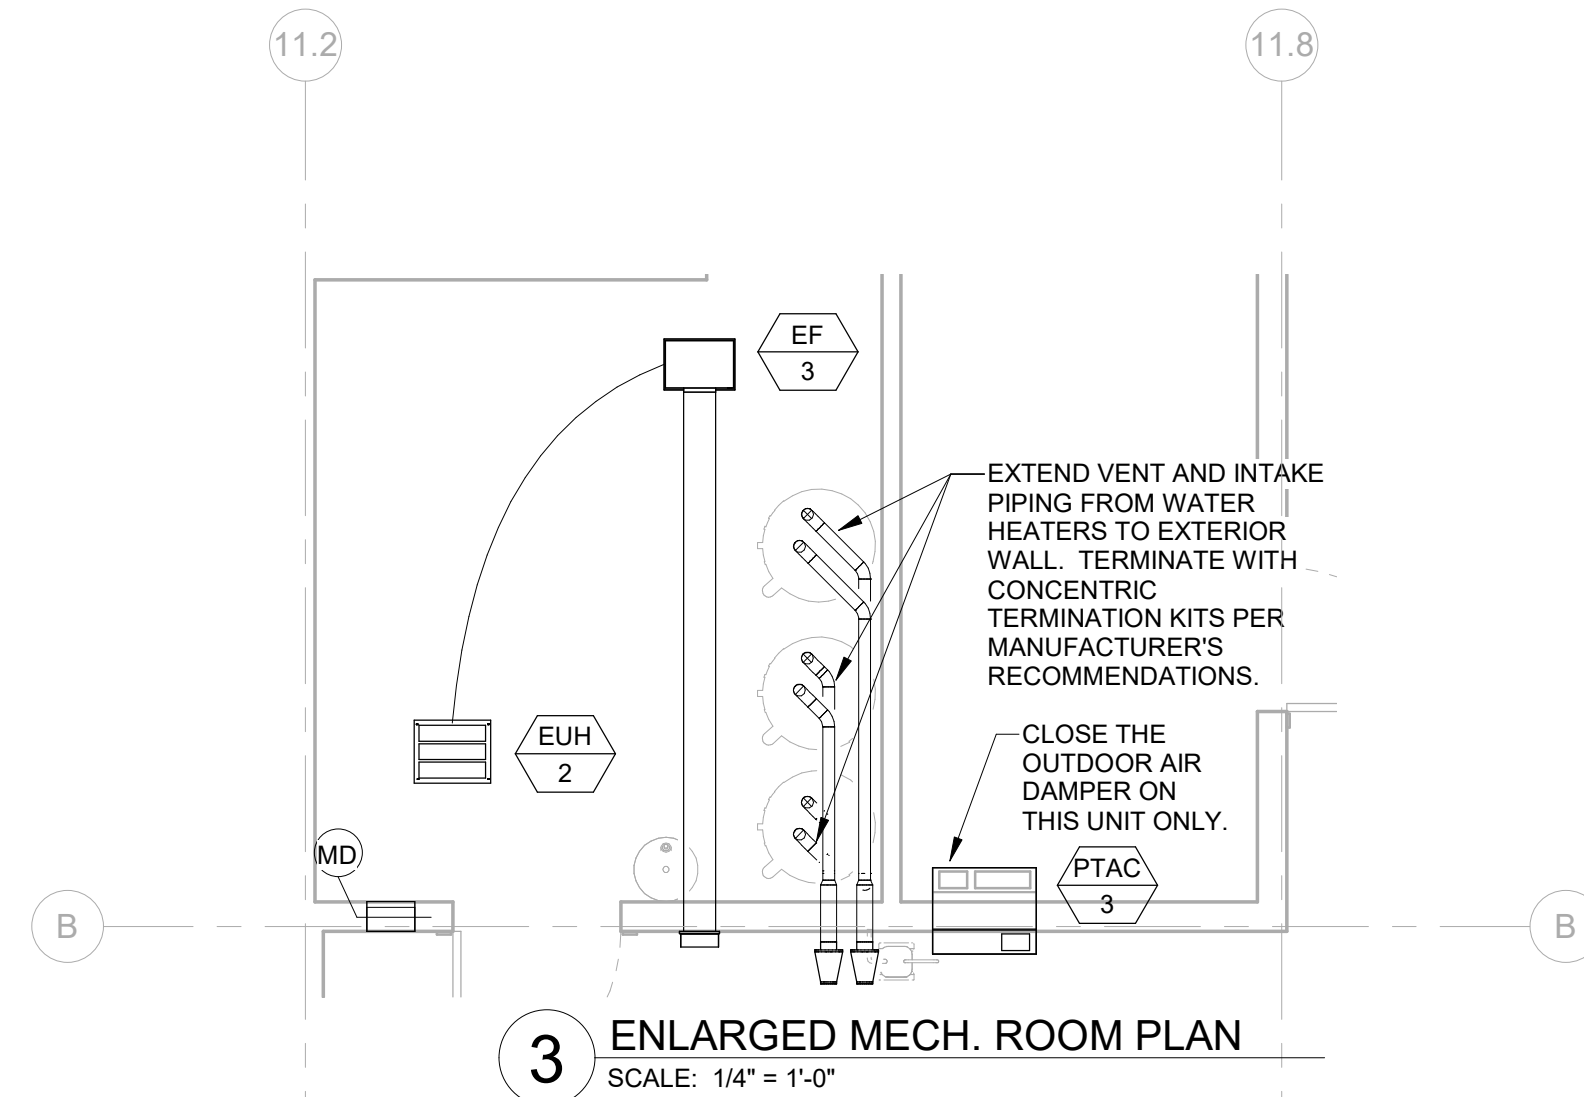 11.2
11.8
EF
3
EXTEND VENT AND INTAKE
PIPING FROM WATER
HEATERS TO EXTERIOR
WALL.  TERMINATE WITH
CONCENTRIC
TERMINATION KITS PER
MANUFACTURER'S
RECOMMENDATIONS.
EUH
2
CLOSE THE
OUTDOOR AIR
DAMPER ON
THIS UNIT ONLY.
MD
PTAC
3
B
B
3
ENLARGED MECH. ROOM PLAN
SCALE:  1/4" = 1'-0"